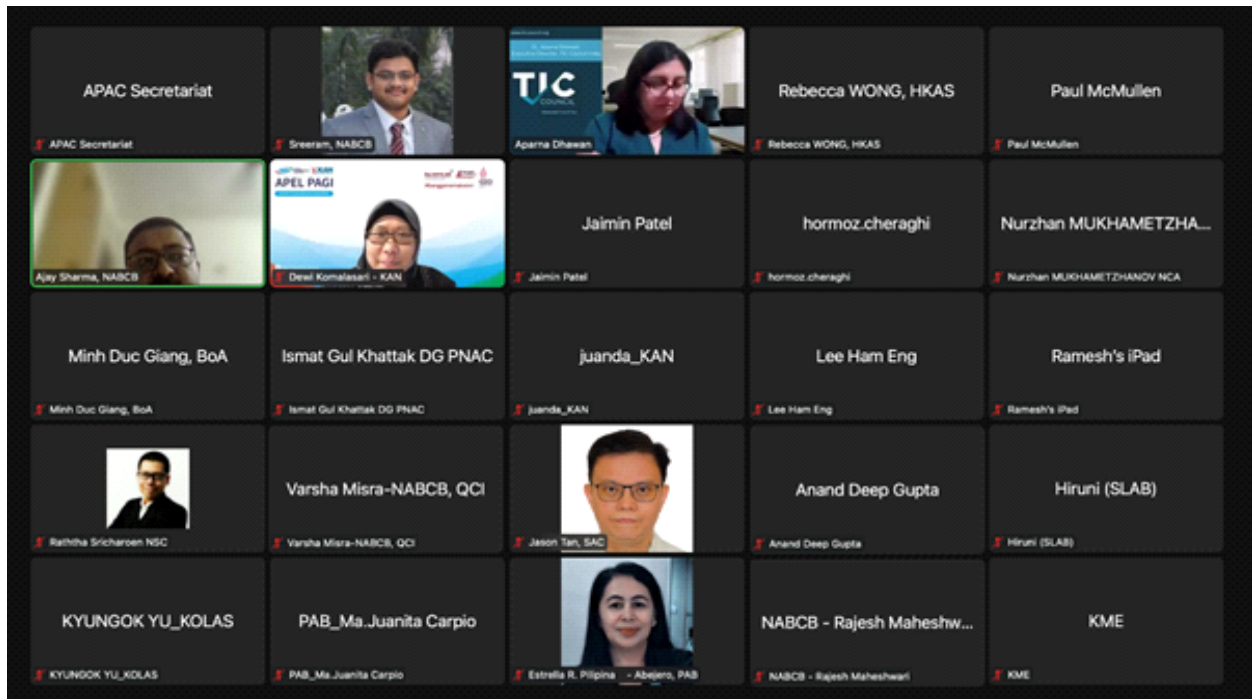 APAC Secretariat
APAC Secretariat
Sreeram, NABCB
TIC
COUNCIL
Aparna Dhawan
Rebecca WONG, HKAS
Rebecca WONG, HKAS
Paul McMullen
Paul McMullen
Ajay Sharma, NABCB
APEL PAGI
Dewi Komalasari - KAN
Jaimin Patel
Jaimin Patel
hormoz.cheraghi
hormoz.cheraghi
Nurzhan MUKHAMETZHA...
Nurzhan MUKHAMETZHANOV NCA
Minh Duc Giang, BoA
Minh Duc Giang, BoA
Ismat Gul Khattak DG PNAC
Ismat Gul Khattak DG PNAC
juanda_KAN
juanda_KAN
Lee Ham Eng
Lee Ham Eng
Ramesh's iPad
Ramesh's iPad
Raththa Sricharoen NSC
Varsha Misra-NABCB, QCI
Varsha Misra-NABCB, QCI
Jason Tan, SAC
Anand Deep Gupta
Anand Deep Gupta
Hiruni (SLAB)
Hiruni (SLAB)
KYUNGOK YU_KOLAS
KYUNGOK YU_KOLAS
PAB_Ma.Juanita Carpio
PAB_Ma.Juanita Carpio
Estrella R. Pilipina - Abejero, PAB
NABCB - Rajesh Maheshw...
NABCB - Rajesh Maheshwari
KME
KME